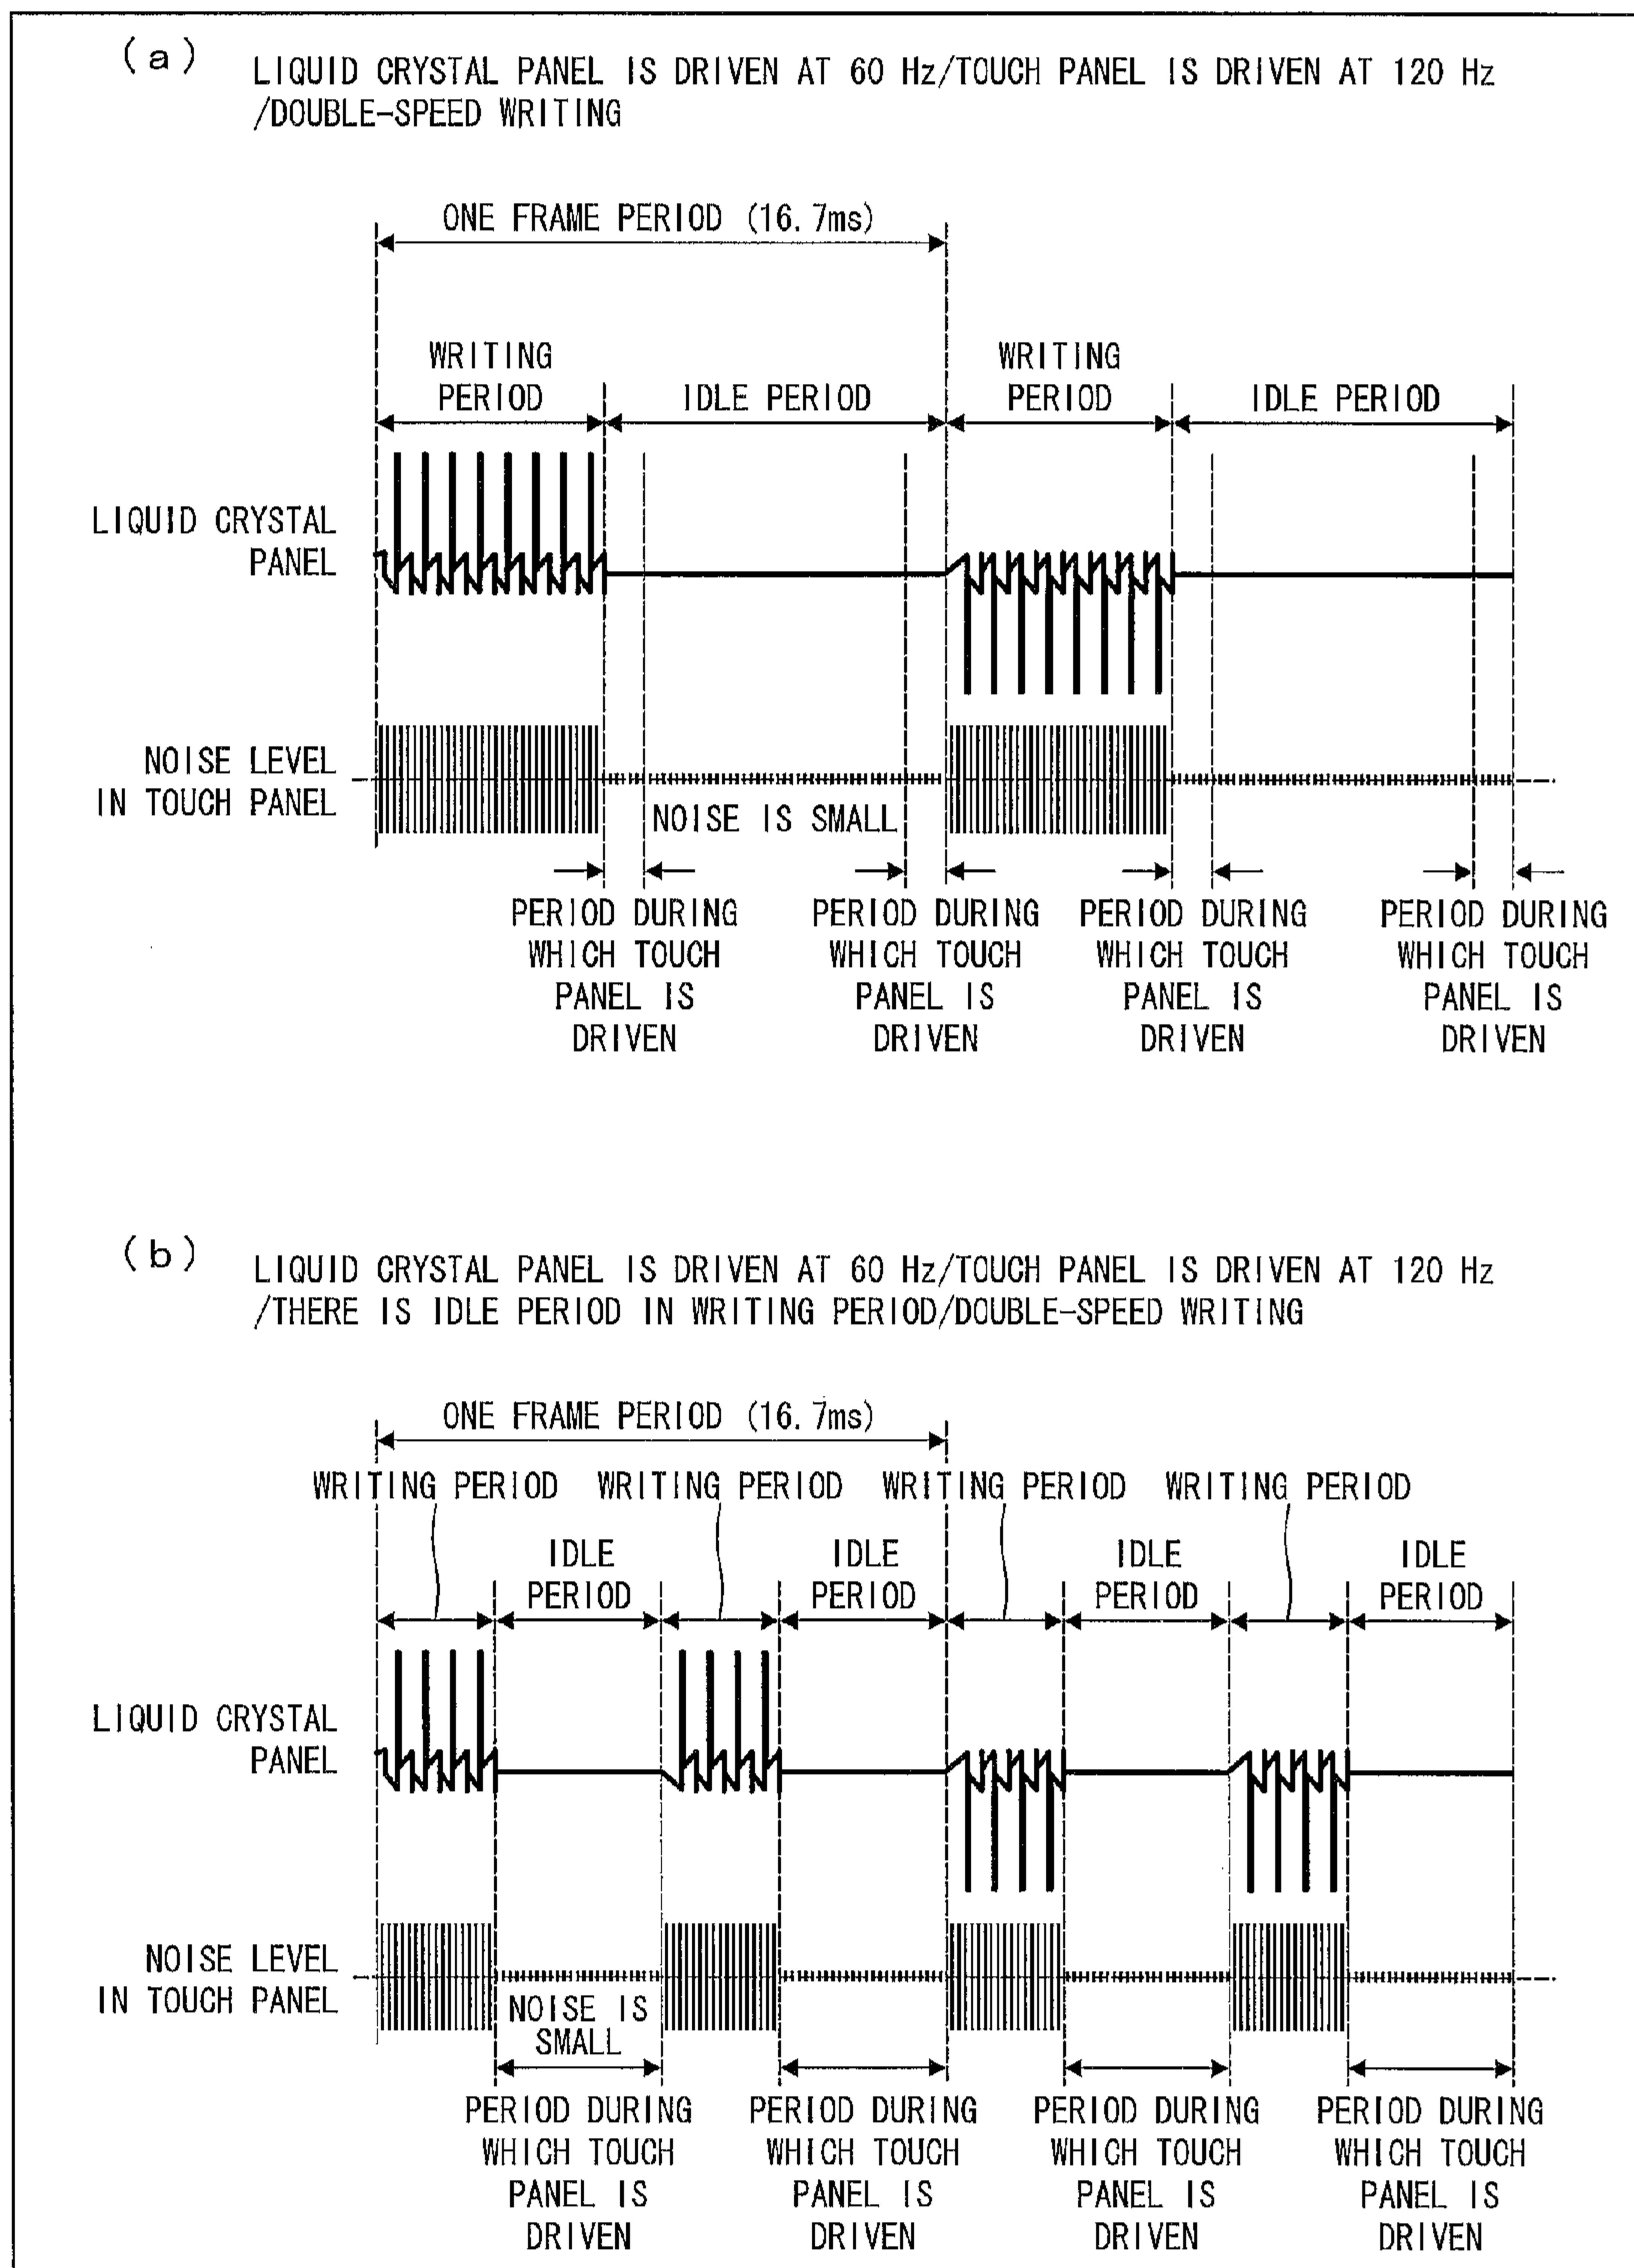 (a)
LIQUID CRYSTAL PANEL IS DRIVEN AT 60 Hz/TOUCH PANEL IS DRIVEN AT 120 Hz
/DOUBLE-SPEED WRITING
ONE FRAME PERIOD (16.7ms)
WRITING
PERIOD
IDLE PERIOD
WRITING
PERIOD
IDLE PERIOD
LIQUID CRYSTAL
PANEL
NOISE LEVEL
IN TOUCH PANEL
NOISE IS SMALL
PERIOD DURING
WHICH TOUCH
PANEL IS
DRIVEN
PERIOD DURING
WHICH TOUCH
PANEL IS
DRIVEN
PERIOD DURING
WHICH TOUCH
PANEL IS
DRIVEN
PERIOD DURING
WHICH TOUCH
PANEL IS
DRIVEN
(b)
LIQUID CRYSTAL PANEL IS DRIVEN AT 60 Hz/TOUCH PANEL IS DRIVEN AT 120 Hz
/THERE IS IDLE PERIOD IN WRITING PERIOD/DOUBLE-SPEED WRITING
ONE FRAME PERIOD (16.7ms)
WRITING PERIOD
WRITING PERIOD
WRITING PERIOD
WRITING PERIOD
IDLE
PERIOD
IDLE
PERIOD
IDLE
PERIOD
IDLE
PERIOD
LIQUID CRYSTAL
PANEL
NOISE LEVEL
IN TOUCH PANEL
NOISE IS
SMALL
PERIOD DURING
WHICH TOUCH
PANEL IS
DRIVEN
PERIOD DURING
WHICH TOUCH
PANEL IS
DRIVEN
PERIOD DURING
WHICH TOUCH
PANEL IS
DRIVEN
PERIOD DURING
WHICH TOUCH
PANEL IS
DRIVEN